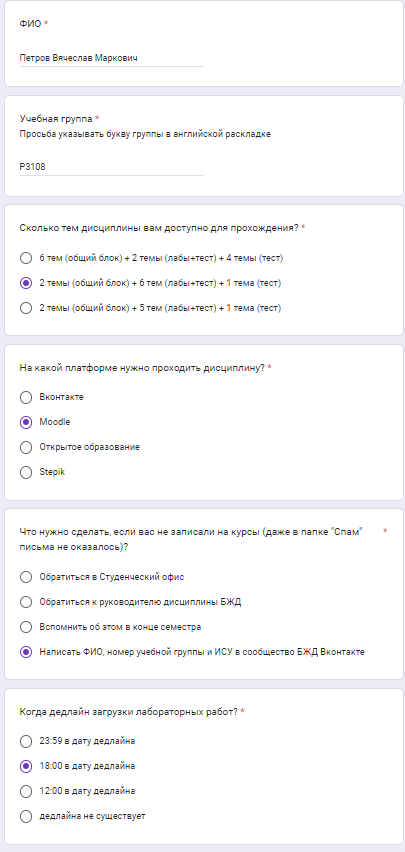 ФИО *
Петров Вячеслав Маркович
Учебная группа *
Просьба указывать букву группы в английской раскладке
P3108
Сколько тем дисциплины вам доступно для прохождения? *
6 тем (общий блок) + 2 темы (лабы+тест) + 4 темы (тест)
2 темы (общий блок) + 6 тем (лабы+тест) + 1 тема (тест)
2 темы (общий блок) + 5 тем (лабы+тест) + 1 тема (тест)
На какой платформе нужно проходить дисциплину? *
Вконтакте
Moodle
Открытое образование
Stepik
Что нужно сделать, если вас не записали на курсы (даже в папке "Спам" *
письма не оказалось)?
Обратиться в Студенческий офис
Обратиться к руководителю дисциплины БЖД
Вспомнить об этом в конце семестра
Написать ФИО, номер учебной группы и ИСУ в сообщество БЖД Вконтакте
Когда дедлайн загрузки лабораторных работ? *
23:59 в дату дедлайна
18:00 в дату дедлайна
12:00 в дату дедлайна
дедлайна не существует